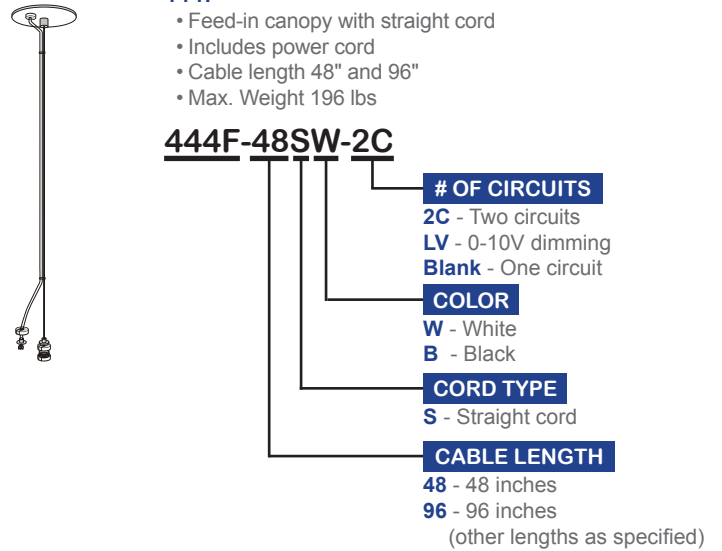 • Feed-in canopy with straight cord
• Includes power cord
• Cable length 48" and 96"
• Max. Weight 196 lbs
444F-48SW-2C
# OF CIRCUITS
2C - Two circuits
LV - 0-10V dimming
Blank - One circuit
COLOR
W - White
B - Black
CORD TYPE
S - Straight cord
CABLE LENGTH
48 - 48 inches
96 - 96 inches
(other lengths as specified)